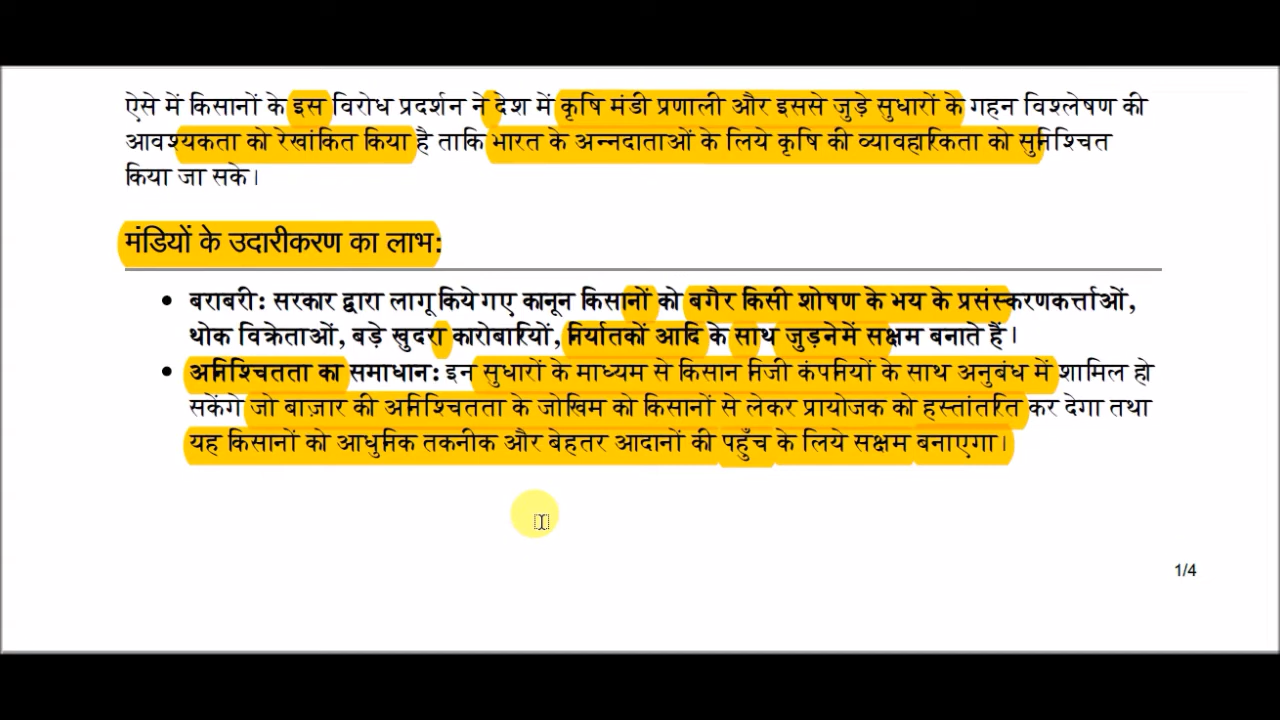 ऐसे में किसानों के इस विरोध प्रदर्शन ने देश में कृषि मंडी प्रणाली और इससे जुड़े सुधारों के गहन विश्लेषण की
आवश्यकता को रेखांकित किया है ताकि भारत के अन्नदाताओं के लिये कृषि की व्यावहारिकता को सुनिश्चित
किया जा सके।
मंडियों के उदारीकरण का लाभ:
• बराबरी: सरकार द्वारा लागू किये गए कानून किसानों को बगैर किसी शोषण के भय के प्रसंस्करणकर्त्ताओं,
थोक विक्रेताओं, बड़े खुदरा कारोबारियों, निर्यातकों आदि के साथ जुड़ने में सक्षम बनाते हैं।
• अनिश्चितता का समाधान: इन सुधारों के माध्यम से किसान निजी कंपनियों के साथ अनुबंध में शामिल हो
सकेंगे जो बाज़ार की अनिश्चितता के जोखिम को किसानों से लेकर प्रायोजक को हस्तांतरित कर देगा तथा
यह किसानों को आधुनिक तकनीक और बेहतर आदानों की पहुँच के लिये सक्षम बनाएगा।
1/4